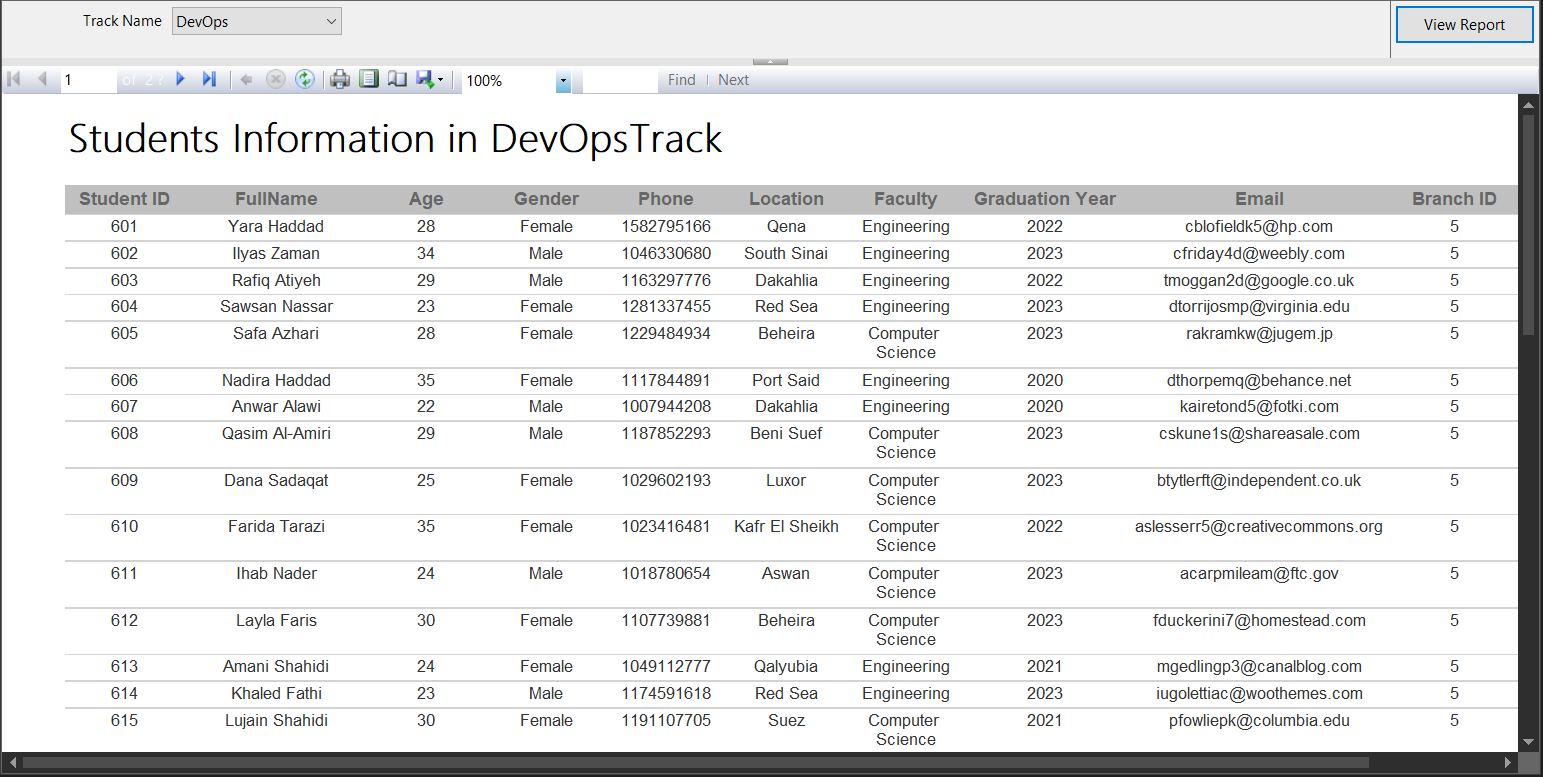 Track Name DevOps View Report
1 of 2 ? 100% Find | Next
Students Information in DevOpsTrack
Student ID FullName Age Gender Phone Location Faculty Graduation Year Email Branch ID
601 Yara Haddad 28 Female 1582795166 Qena Engineering 2022 cblofieldk5@hp.com 5
602 Ilyas Zaman 34 Male 1046330680 South Sinai Engineering 2023 cfriday4d@weebly.com 5
603 Rafiq Atiyeh 29 Male 1163297776 Dakahlia Engineering 2022 tmoggan2d@google.co.uk 5
604 Sawsan Nassar 23 Female 1281337455 Red Sea Engineering 2023 dtorrijosmp@virginia.edu 5
605 Safa Azhari 28 Female 1229484934 Beheira Computer 2023 rakramkw@jugem.jp 5
Science
606 Nadira Haddad 35 Female 1117844891 Port Said Engineering 2020 dthorpemq@behance.net 5
607 Anwar Alawi 22 Male 1007944208 Dakahlia Engineering 2020 kairetond5@fotki.com 5
608 Qasim Al-Amiri 29 Male 1187852293 Beni Suef Computer 2023 cskune1s@shareasale.com 5
Science
609 Dana Sadaqat 25 Female 1029602193 Luxor Computer 2023 btytlerft@independent.co.uk 5
Science
610 Farida Tarazi 35 Female 1023416481 Kafr El Sheikh Computer 2022 aslesserr5@creativecommons.org 5
Science
611 Ihab Nader 24 Male 1018780654 Aswan Computer 2023 acarpmileam@ftc.gov 5
Science
612 Layla Faris 30 Female 1107739881 Beheira Computer 2023 fduckerini7@homestead.com 5
Science
613 Amani Shahidi 24 Female 1049112777 Qalyubia Engineering 2021 mgedlingp3@canalblog.com 5
614 Khaled Fathi 23 Male 1174591618 Red Sea Engineering 2023 iugolettiac@woothemes.com 5
615 Lujain Shahidi 30 Female 1191107705 Suez Computer 2021 pfowliepk@columbia.edu 5
Science